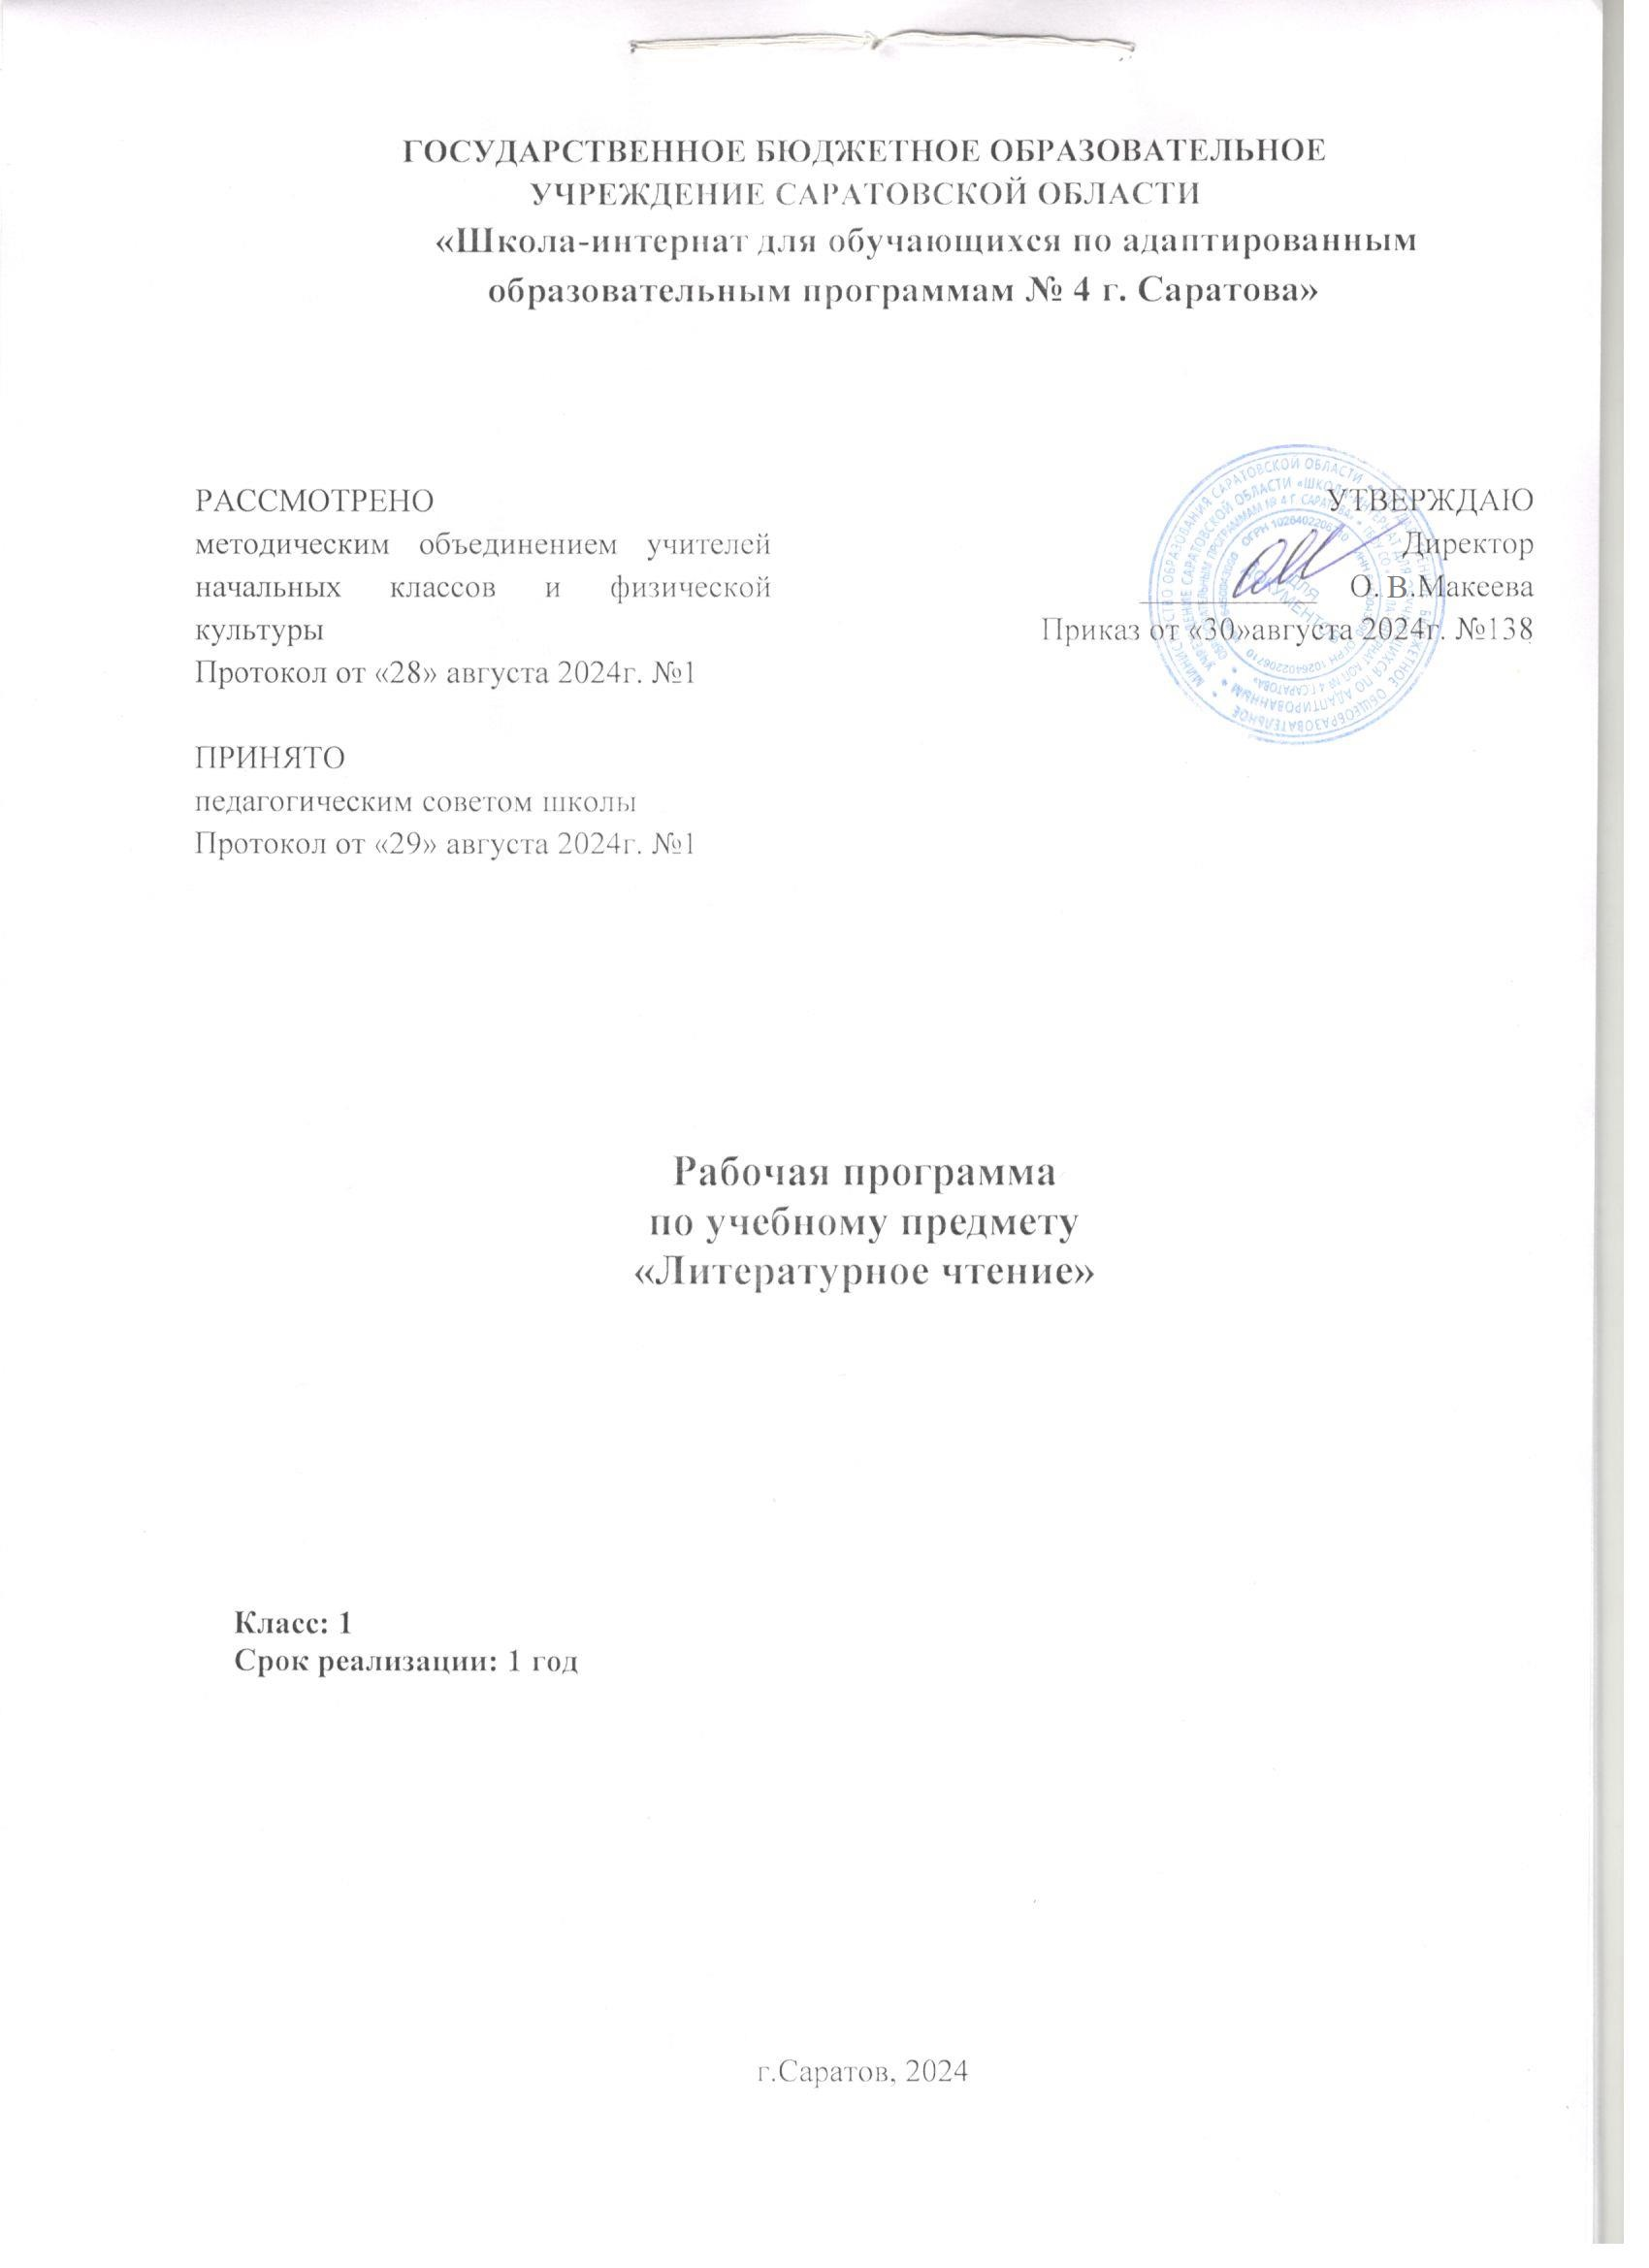 ГОСУДАРСТВЕННОЕ БЮДЖЕТНОЕ ОБРАЗОВАТЕЛЬНОЕ
УЧРЕЖДЕНИЕ САРАТОВСКОЙ ОБЛАСТИ
«Школа-интернат для обучающихся по адаптированным
образовательным программам № 4 г. Саратова»
РАССМОТРЕНО
методическим объединением учителей
начальных классов и физической
культуры
Протокол от «28» августа 2024г. №1
УТВЕРЖДАЮ
Директор
О. В.Макеева
Приказ от «30»августа 2024г. №138
ДЛЯ
ДОКУМЕНТОВ
ПРИНЯТО
педагогическим советом школы
Протокол от «29» августа 2024г. №1
Рабочая программа
по учебному предмету
«Литературное чтение»
Класс: 1
Срок реализации: 1 год
г.Саратов, 2024